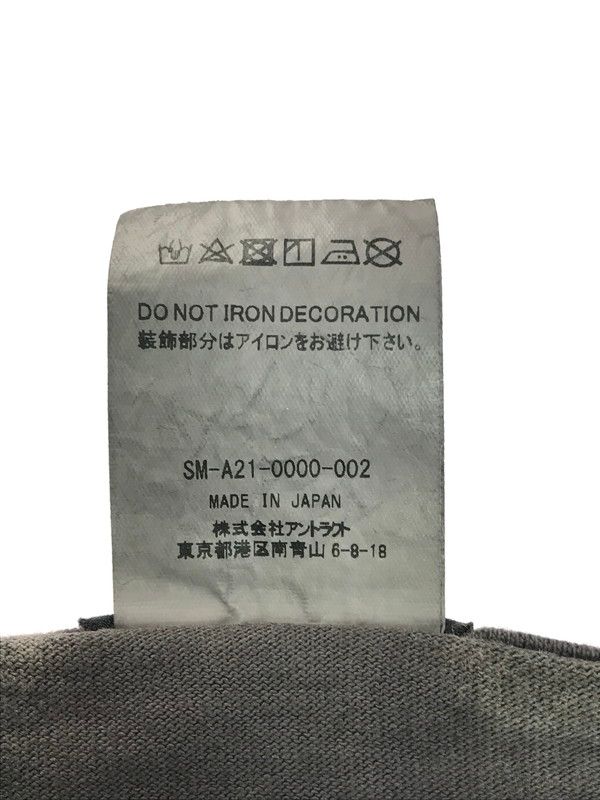 DO NOT IRON DECORATION
装飾部分はアイロンをお避け下さい。
SM-A21-0000-002
MADE IN JAPAN
株式会社アントラクト
東京都港区南青山 6-8-18